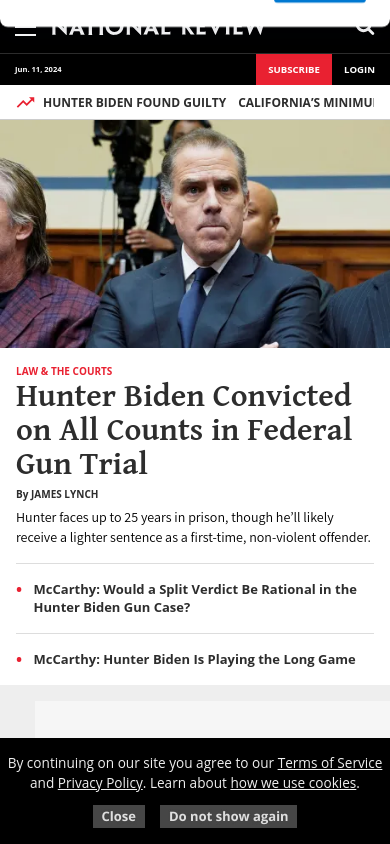 NATIONAL REVIEW
Jun. 11, 2024
SUBSCRIBE
LOGIN
HUNTER BIDEN FOUND GUILTY CALIFORNIA'S
LAW & THE COURTS
Hunter Biden Convicted
on All Counts in Federal
Gun Trial
By JAMES LYNCH
Hunter faces up to 25 years in prison, though he'll likely
receive a lighter sentence as a first-time, non-violent offender.
• McCarthy: Would a Split Verdict Be Rational in the
Hunter Biden Gun Case?
• McCarthy: Hunter Biden Is Playing the Long Game
By continuing on our site you agree to our Terms of Service
and Privacy Policy. Learn about how we use cookies.
Close
Do not show again